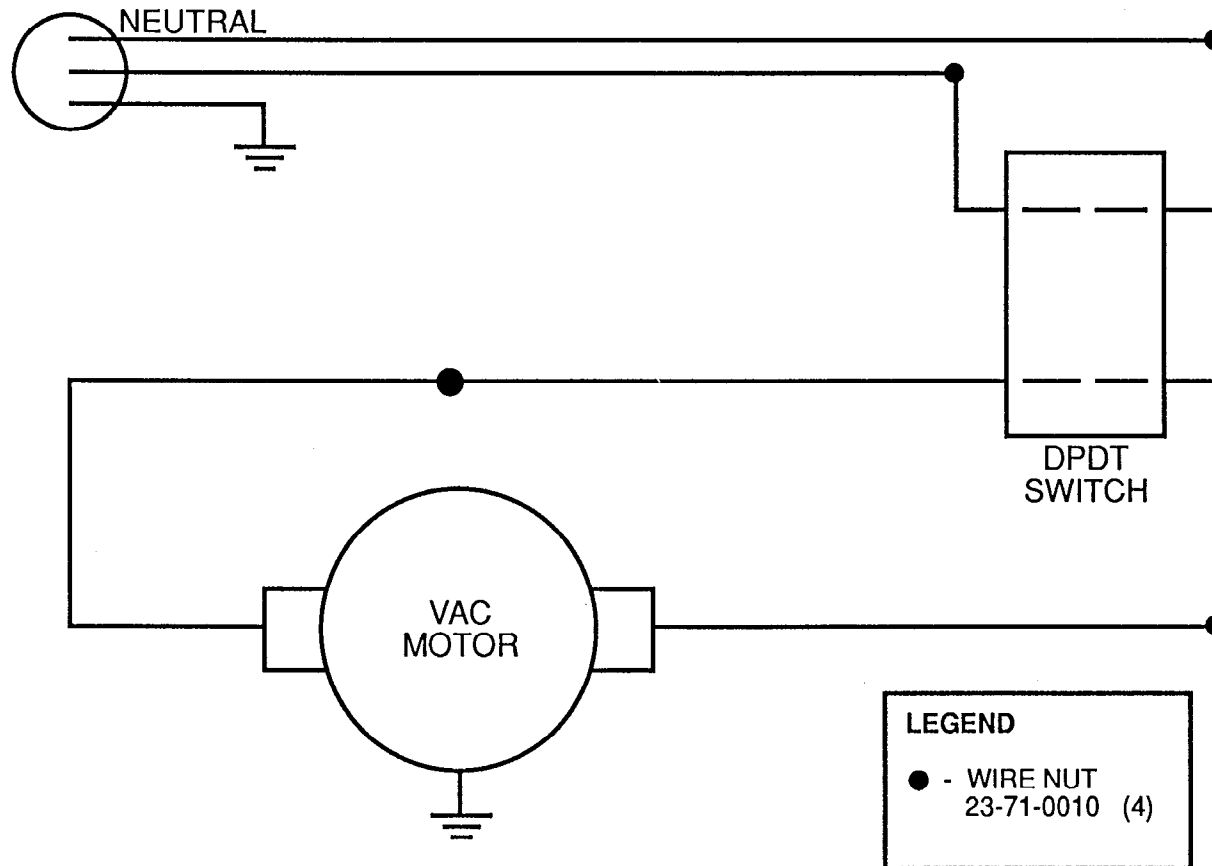 NEUTRAL
DPDT
SWITCH
VAC
MOTOR
LEGEND
- WIRE NUT
23-71-0010 (4)